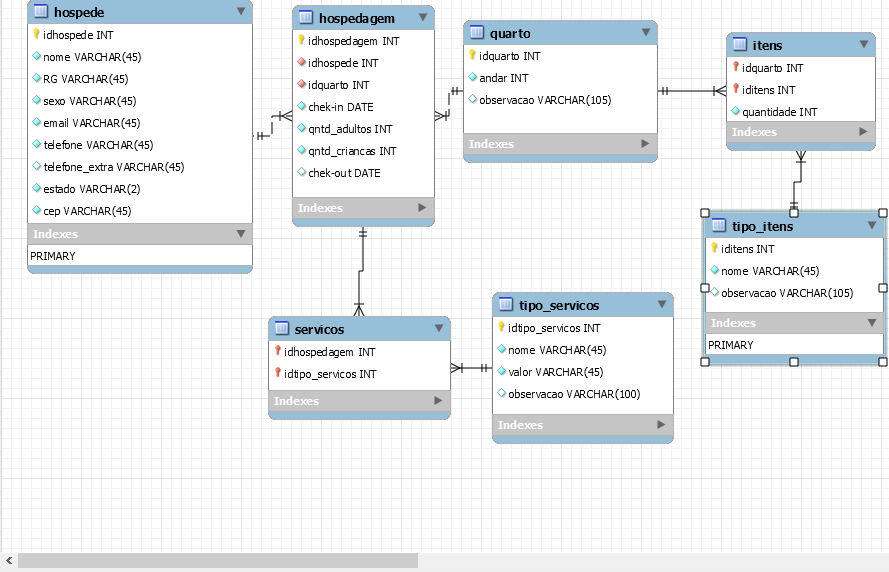 hospede
idhospede INT
nome VARCHAR(45)
RG VARCHAR(45)
sexo VARCHAR(45)
email VARCHAR(45)
telefone VARCHAR(45)
telefone_extra VARCHAR(45)
estado VARCHAR(2)
cep VARCHAR(45)
Indexes
PRIMARY
hospedagem
idhospedagem INT
idhospede INT
idquarto INT
chek-in DATE
qntd_adultos INT
qntd_criancas INT
chek-out DATE
Indexes
quarto
idquarto INT
andar INT
observacao VARCHAR(105)
Indexes
itens
idquarto INT
iditens INT
quantidade INT
Indexes
tipo_itens
iditens INT
nome VARCHAR(45)
observacao VARCHAR(105)
Indexes
PRIMARY
servicos
idhospedagem INT
idtipo_servicos INT
Indexes
tipo_servicos
idtipo_servicos INT
nome VARCHAR(45)
valor VARCHAR(45)
observacao VARCHAR(100)
Indexes